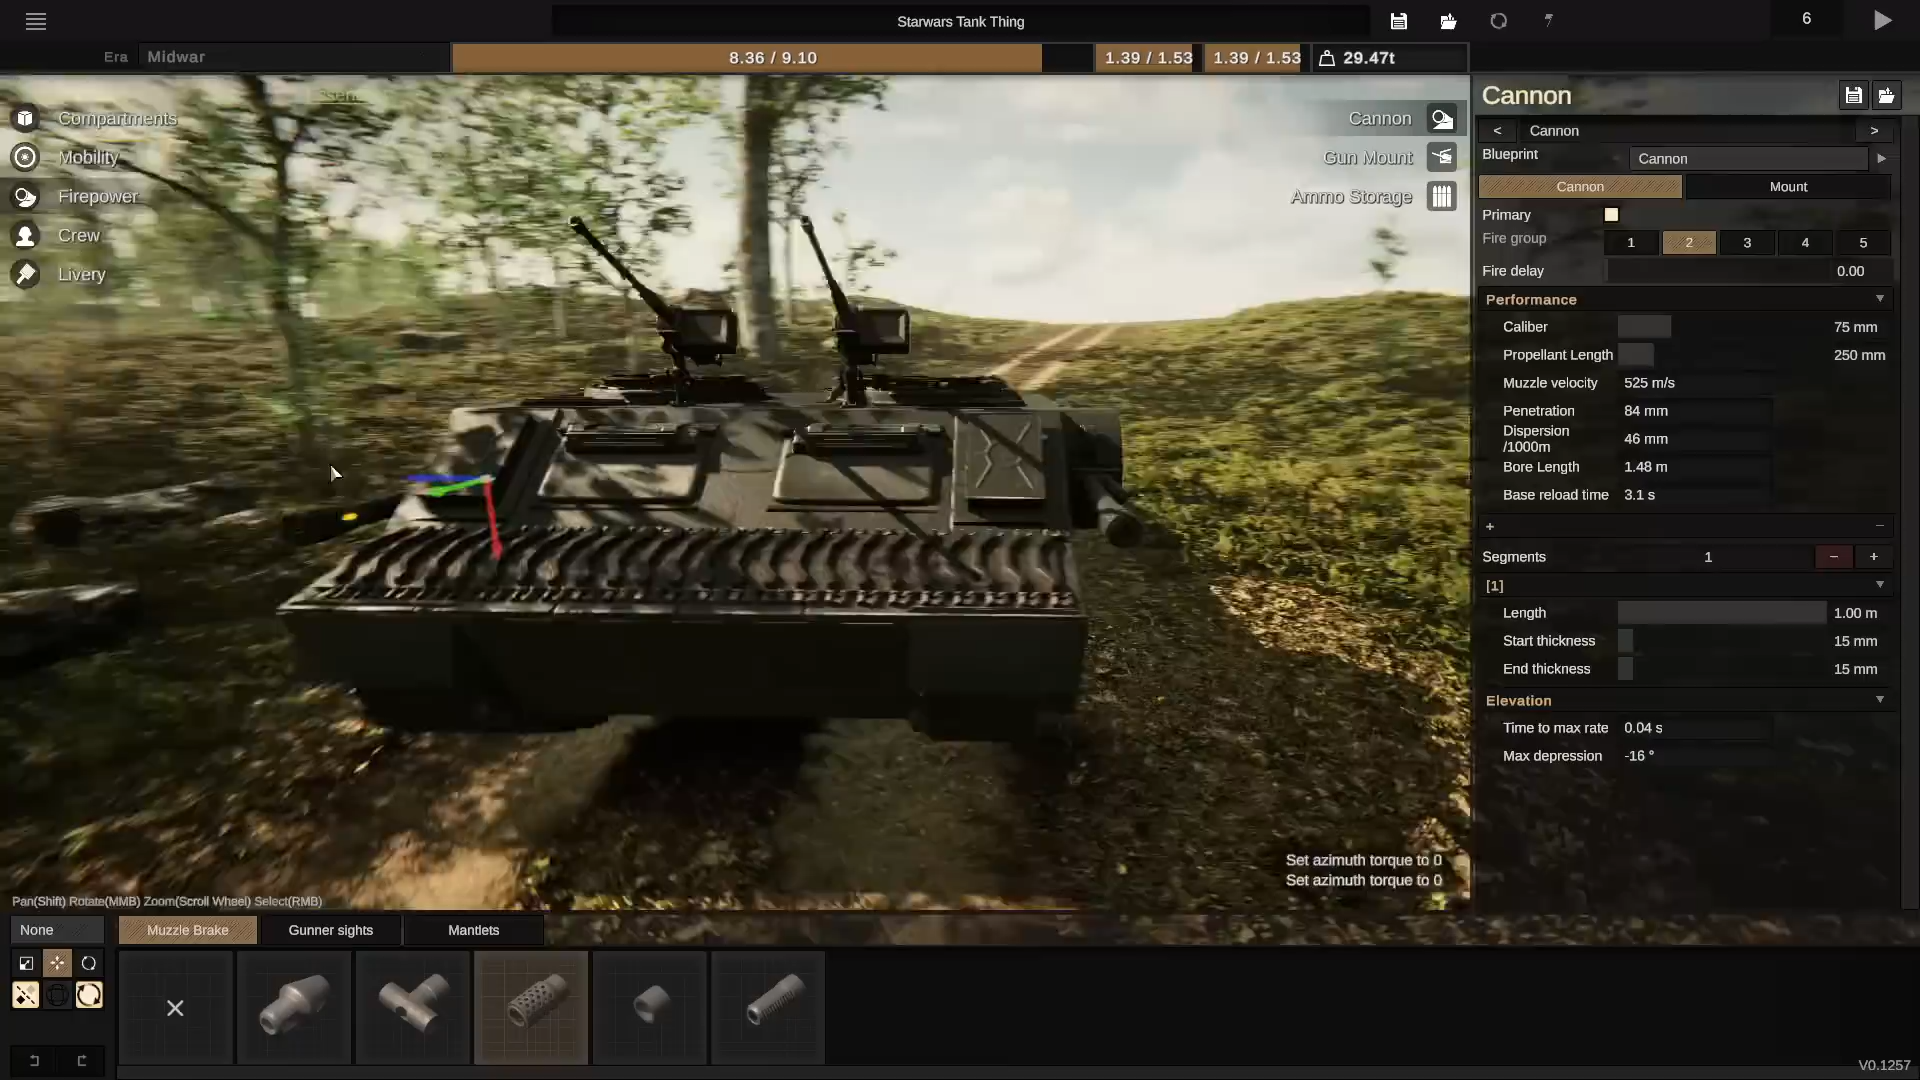 Starwars Tank Thing
6
Era
Midwar
8.36 / 9.10
1.39 / 1.53
1.39 / 1.53
29.47t
Compartments
Mobility
Firepower
Crew
Livery
Cannon
Gun Mount
Ammo Storage
Cannon
<
Cannon
>
Blueprint
Cannon
Cannon
Mount
Primary
Fire group
1
2
3
4
5
Fire delay
0.00
Performance
Caliber
75 mm
Propellant Length
250 mm
Muzzle velocity
525 m/s
Penetration
84 mm
Dispersion
/1000m
46 mm
Bore Length
1.48 m
Base reload time
3.1 s
+
−
Segments
1
−
+
[1]
Length
1.00 m
Start thickness
15 mm
End thickness
15 mm
Elevation
Time to max rate
0.04 s
Max depression
-16 °
Set azimuth torque to 0
Set azimuth torque to 0
Pan(Shift) Rotate(MMB) Zoom(Scroll Wheel) Select(RMB)
None
Muzzle Brake
Gunner sights
Mantlets
V0.1257